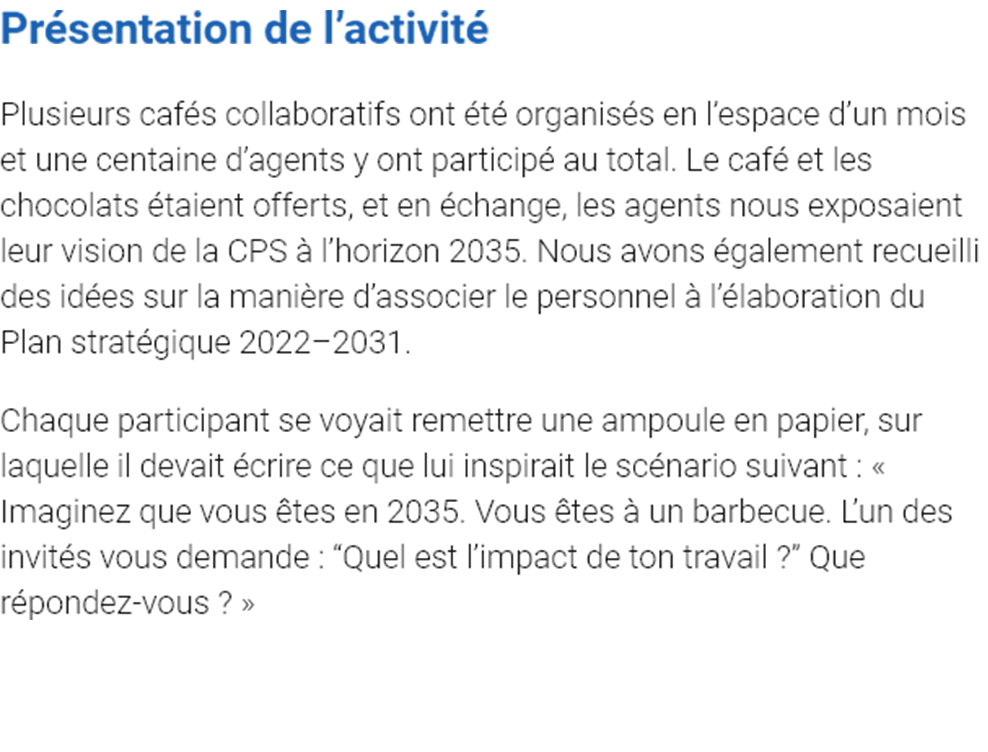 Présentation de l’activité
Plusieurs cafés collaboratifs ont été organisés en l’espace d’un mois
et une centaine d’agents y ont participé au total. Le café et les
chocolats étaient offerts, et en échange, les agents nous exposaient
leur vision de la CPS à l’horizon 2035. Nous avons également recueilli
des idées sur la manière d’associer le personnel à l’élaboration du
Plan stratégique 2022–2031.
Chaque participant se voyait remettre une ampoule en papier, sur
laquelle il devait écrire ce que lui inspirait le scénario suivant : «
Imaginez que vous êtes en 2035. Vous êtes à un barbecue. L’un des
invités vous demande : “Quel est l’impact de ton travail ?” Que
répondez-vous ? »